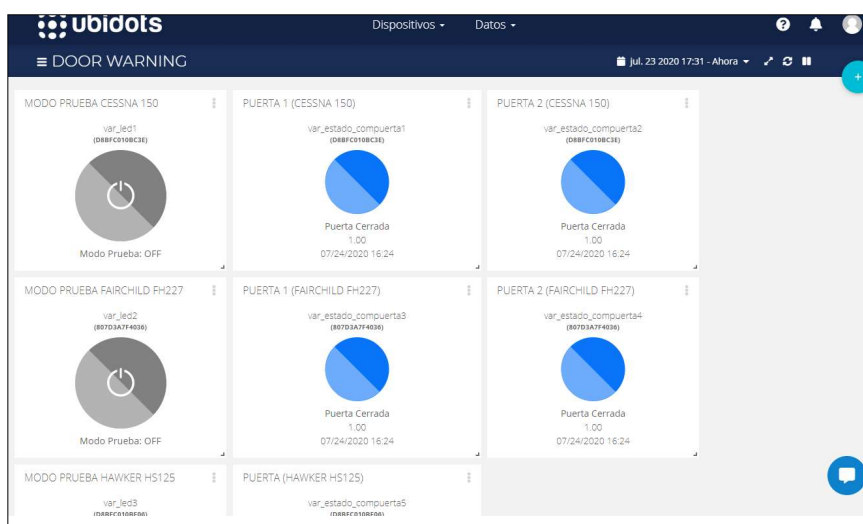 ubidots
Dispositivos
Datos
DOOR WARNING
jul. 23 2020 17:31 - Ahora
MODO PRUEBA CESSNA 150
var_led1
(D8BFC010BC3E)
Modo Prueba: OFF
PUERTA 1 (CESSNA 150)
var_estado_compuerta1
(D8BFC010BC3E)
Puerta Cerrada
1.00
07/24/2020 16:24
PUERTA 2 (CESSNA 150)
var_estado_compuerta2
(D8BFC010BC3E)
Puerta Cerrada
1.00
07/24/2020 16:24
MODO PRUEBA FAIRCHILD FH227
var_led2
(807D3A7F4036)
Modo Prueba: OFF
PUERTA 1 (FAIRCHILD FH227)
var_estado_compuerta3
(807D3A7F4036)
Puerta Cerrada
1.00
07/24/2020 16:24
PUERTA 2 (FAIRCHILD FH227)
var_estado_compuerta4
(807D3A7F4036)
Puerta Cerrada
1.00
07/24/2020 16:24
MODO PRUEBA HAWKER HS125
var_led3
(D8BFC010BE06)
PUERTA (HAWKER HS125)
var_estado_compuerta5
(D8BFC010BE06)